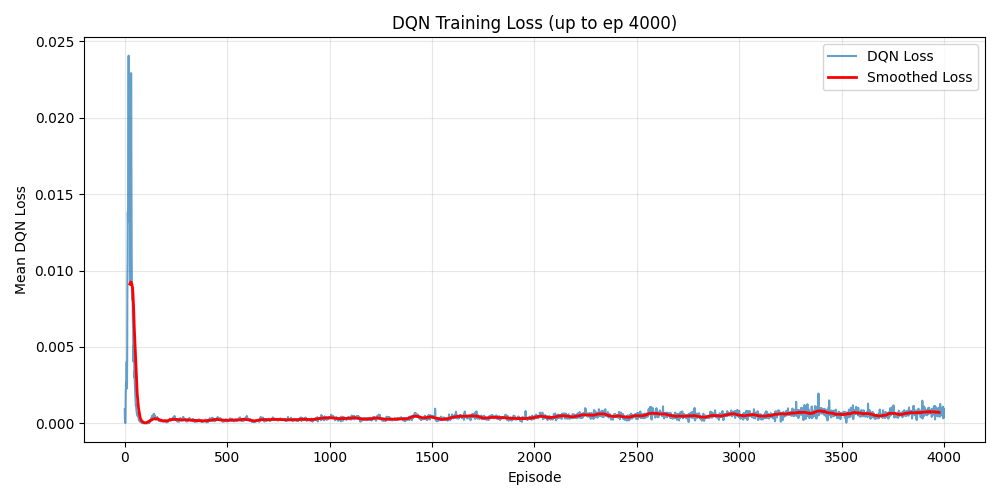 DQN Training Loss (up to ep 4000)
DQN Loss
Smoothed Loss
Mean DQN Loss
0.025
0.020
0.015
0.010
0.005
0.000
0 500 1000 1500 2000 2500 3000 3500 4000
Episode